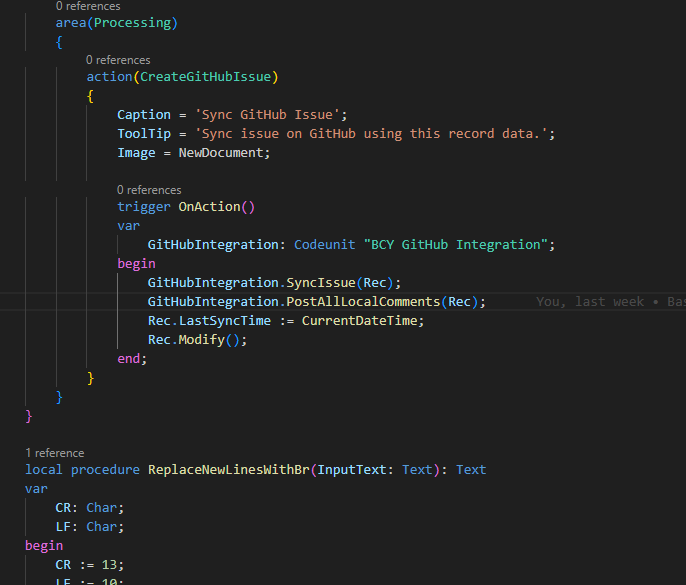 0 references
area(Processing)
{
0 references
action(CreateGitHubIssue)
{
Caption = 'Sync GitHub Issue';
ToolTip = 'Sync issue on GitHub using this record data.';
Image = NewDocument;
0 references
trigger OnAction()
var
GitHubIntegration: Codeunit "BCY GitHub Integration";
begin
GitHubIntegration.SyncIssue(Rec);
GitHubIntegration.PostAllLocalComments(Rec); You, last week • Bas
Rec.LastSyncTime := CurrentDateTime;
Rec.Modify();
end;
}
}
}
1 reference
local procedure ReplaceNewLinesWithBr(InputText: Text): Text
var
CR: Char;
LF: Char;
begin
CR := 13;
LF := 10;